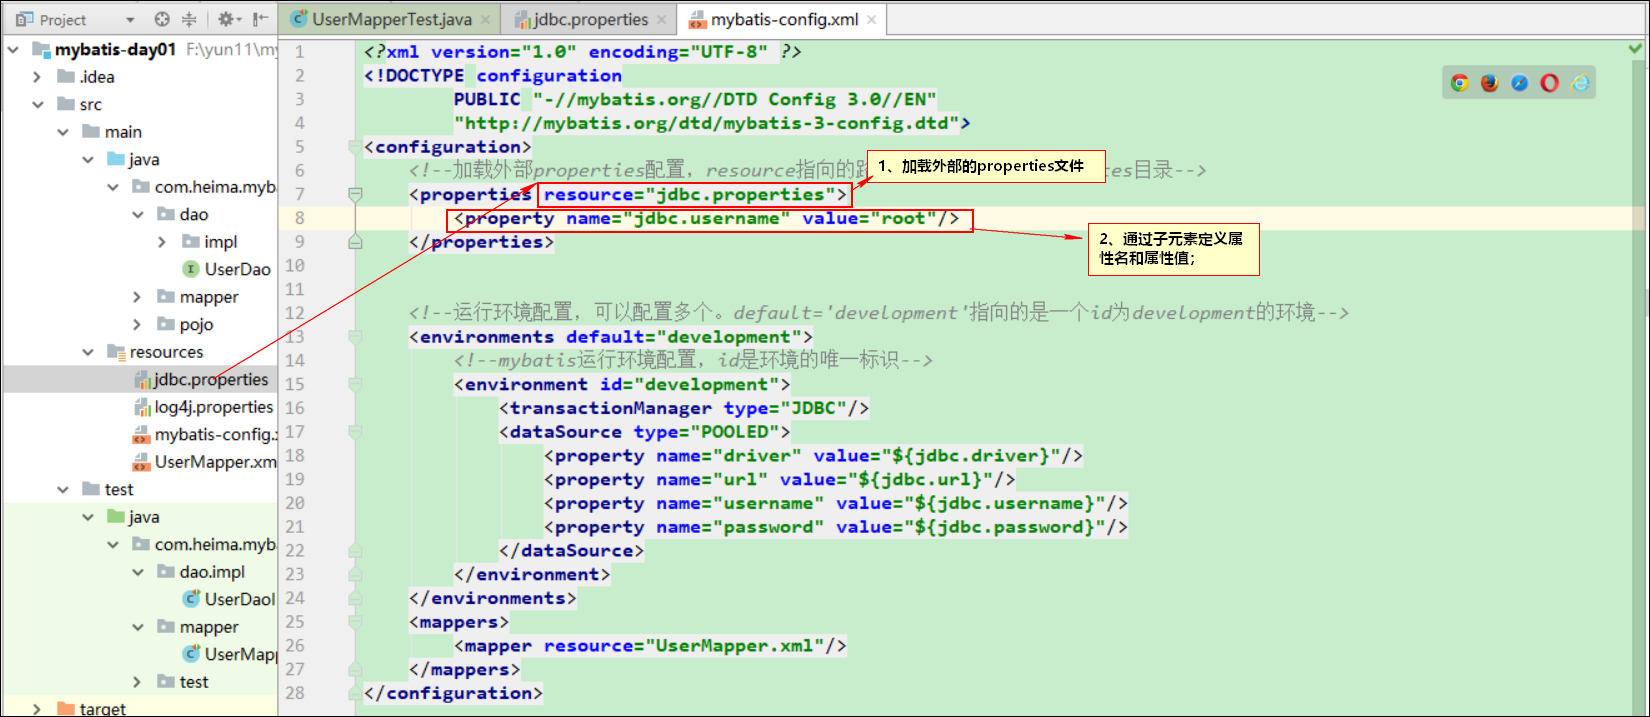 Project
UserMapperTest.java
jdbc.properties
mybatis-config.xml
mybatis-day01 F:\yun11\my
.idea
src
main
java
com.heima.myb
dao
impl
UserDao
mapper
pojo
resources
jdbc.properties
log4j.properties
mybatis-config.
UserMapper.xm
test
java
com.heima.myb
dao.impl
UserDaoI
mapper
UserMapp
test
target
1 <?xml version="1.0" encoding="UTF-8" ?>
2 <!DOCTYPE configuration
3 PUBLIC "-//mybatis.org//DTD Config 3.0//EN"
4 "http://mybatis.org/dtd/mybatis-3-config.dtd">
5 <configuration>
6 <!--加载外部properties配置，resource指向的路 es目录-->
7 <properties resource="jdbc.properties">
8 <property name="jdbc.username" value="root"/>
9 </properties>
10
11
12 <!--运行环境配置，可以配置多个。default='development'指向的是一个id为development的环境-->
13 <environments default="development">
14 <!--mybatis运行环境配置，id是环境的唯一标识-->
15 <environment id="development">
16 <transactionManager type="JDBC"/>
17 <dataSource type="POOLED">
18 <property name="driver" value="${jdbc.driver}"/>
19 <property name="url" value="${jdbc.url}"/>
20 <property name="username" value="${jdbc.username}"/>
21 <property name="password" value="${jdbc.password}"/>
22 </dataSource>
23 </environment>
24 </environments>
25 <mappers>
26 <mapper resource="UserMapper.xml"/>
27 </mappers>
28 </configuration>
1、加载外部的properties文件
2、通过子元素定义属
性名和属性值；